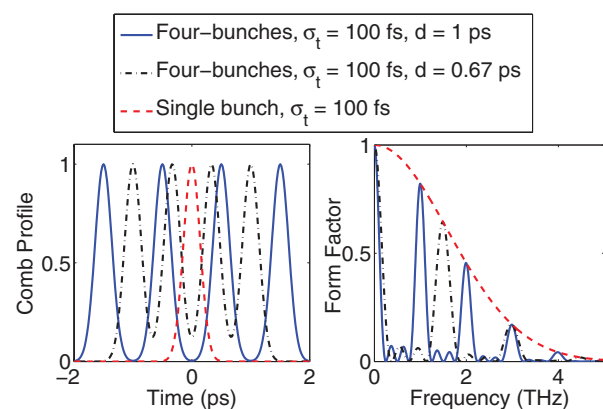 Four−bunches, σt = 100 fs, d = 1 ps
Four−bunches, σt = 100 fs, d = 0.67 ps
Single bunch, σt = 100 fs
1
0.5
0
Comb Profile
−2
0
2
Time (ps)
1
0.5
0
Form Factor
0
2
4
Frequency (THz)